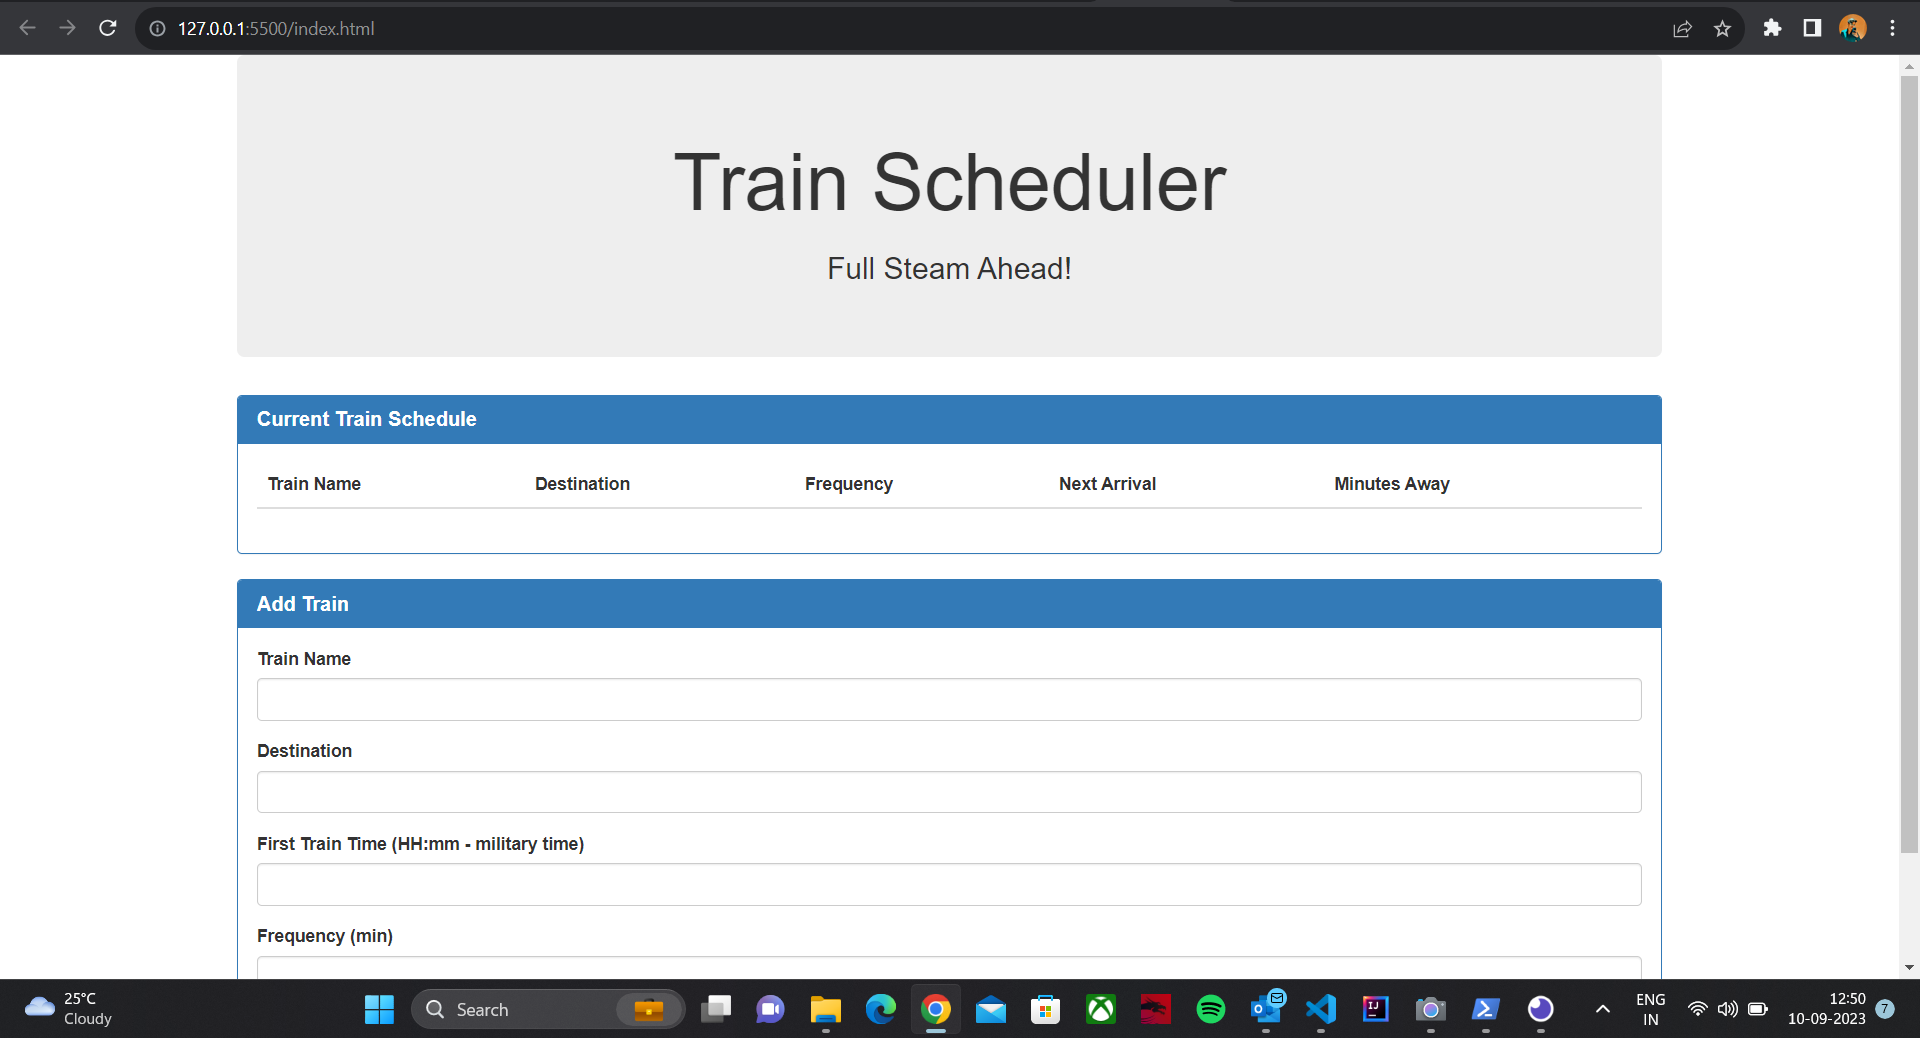 127.0.0.1:5500/index.html
Train Scheduler
Full Steam Ahead!
Current Train Schedule
Train Name Destination Frequency Next Arrival Minutes Away
Add Train
Train Name
Destination
First Train Time (HH:mm - military time)
Frequency (min)
25°C
Cloudy
Search
ENG
IN
12:50
10-09-2023
7